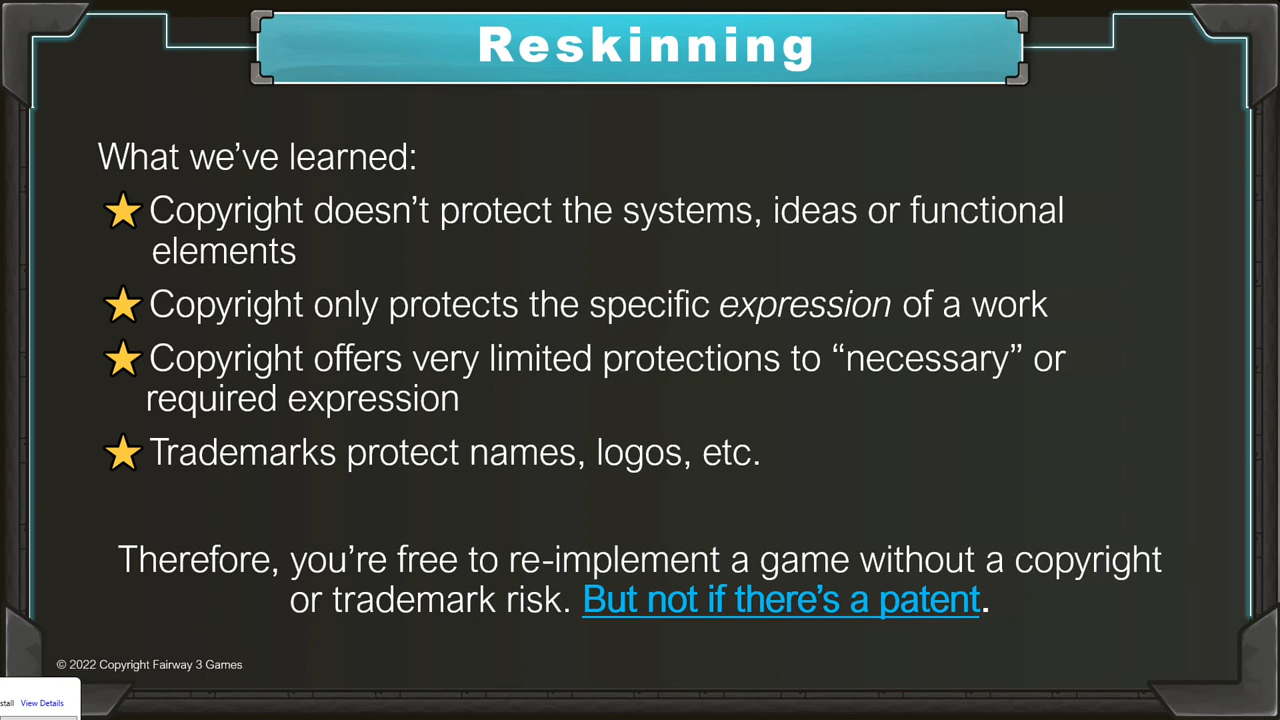 Reskinning
What we’ve learned:
Copyright doesn’t protect the systems, ideas or functional
elements
Copyright only protects the specific expression of a work
Copyright offers very limited protections to “necessary” or
required expression
Trademarks protect names, logos, etc.
Therefore, you’re free to re-implement a game without a copyright
or trademark risk. But not if there’s a patent.
© 2022 Copyright Fairway 3 Games
stall View Details